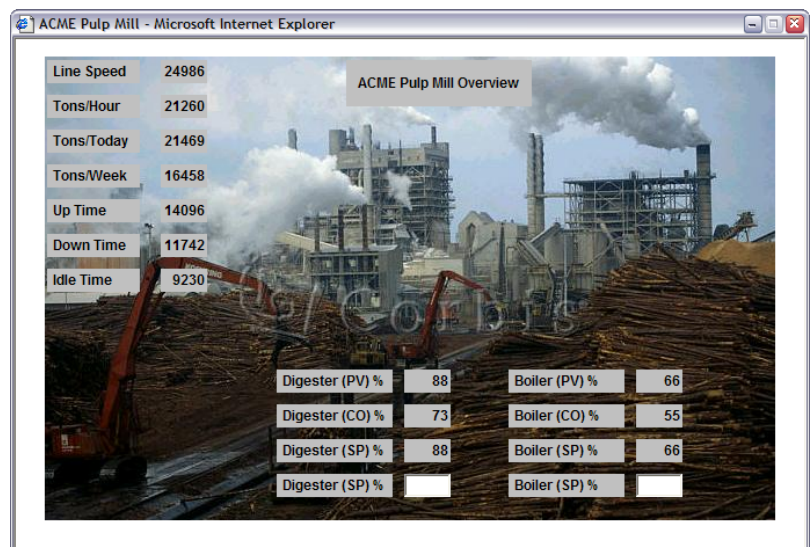 ACME Pulp Mill - Microsoft Internet Explorer
Line Speed 24986
ACME Pulp Mill Overview
Tons/Hour 21260
Tons/Today 21469
Tons/Week 16458
Up Time 14096
Down Time 11742
Idle Time 9230
Corbis
Digester (PV) % 88 Boiler (PV) % 66
Digester (CO) % 73 Boiler (CO) % 55
Digester (SP) % 88 Boiler (SP) % 66
Digester (SP) % Boiler (SP) %